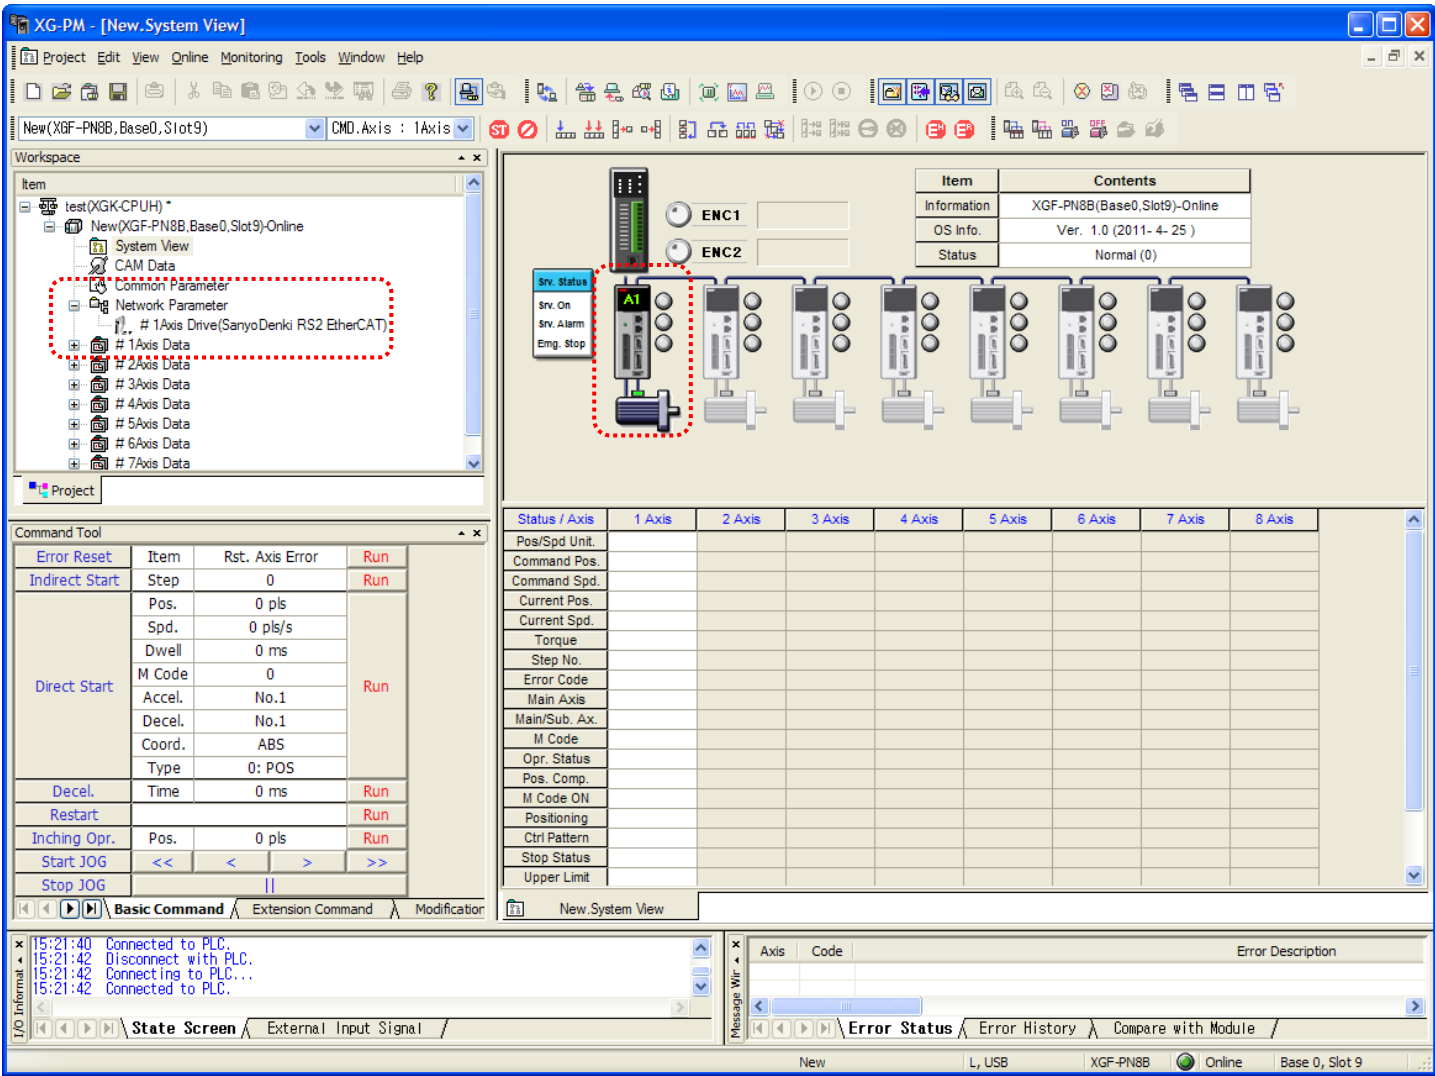 XG-PM - [New.System View]
Project Edit View Online Monitoring Tools Window Help
New(XGF-PN8B,Base0,Slot9) CMD.Axis : 1Axis
Workspace
Item
test(XGK-CPUH) *
New(XGF-PN8B,Base0,Slot9)-Online
System View
CAM Data
Common Parameter
Network Parameter
# 1Axis Drive(SanyoDenki RS2 EtherCAT)
# 1Axis Data
# 2Axis Data
# 3Axis Data
# 4Axis Data
# 5Axis Data
# 6Axis Data
# 7Axis Data
Project
ENC1
ENC2
Item Contents
Information XGF-PN8B(Base0,Slot9)-Online
OS Info. Ver. 1.0 (2011- 4- 25 )
Status Normal (0)
Srv. Status
Srv. On
Srv. Alarm
Emg. Stop
A1
Command Tool
Error Reset Item Rst. Axis Error Run
Indirect Start Step 0 Run
Direct Start Pos. 0 pls
Spd. 0 pls/s
Dwell 0 ms
M Code 0
Run
Accel. No.1
Decel. No.1
Coord. ABS
Type 0: POS
Decel. Time 0 ms Run
Restart Run
Inching Opr. Pos. 0 pls Run
Start JOG << < > >>
Stop JOG ||
Basic Command Extension Command Modification
Status / Axis 1 Axis 2 Axis 3 Axis 4 Axis 5 Axis 6 Axis 7 Axis 8 Axis
Pos/Spd Unit.
Command Pos.
Command Spd.
Current Pos.
Current Spd.
Torque
Step No.
Error Code
Main Axis
Main/Sub. Ax.
M Code
Opr. Status
Pos. Comp.
M Code ON
Positioning
Ctrl Pattern
Stop Status
Upper Limit
New.System View
I/O Informat
15:21:40 Connected to PLC.
15:21:42 Disconnect with PLC.
15:21:42 Connecting to PLC...
15:21:42 Connected to PLC.
State Screen External Input Signal
Message Wir
Axis Code Error Description
Error Status Error History Compare with Module
New L, USB XGF-PN8B Online Base 0, Slot 9